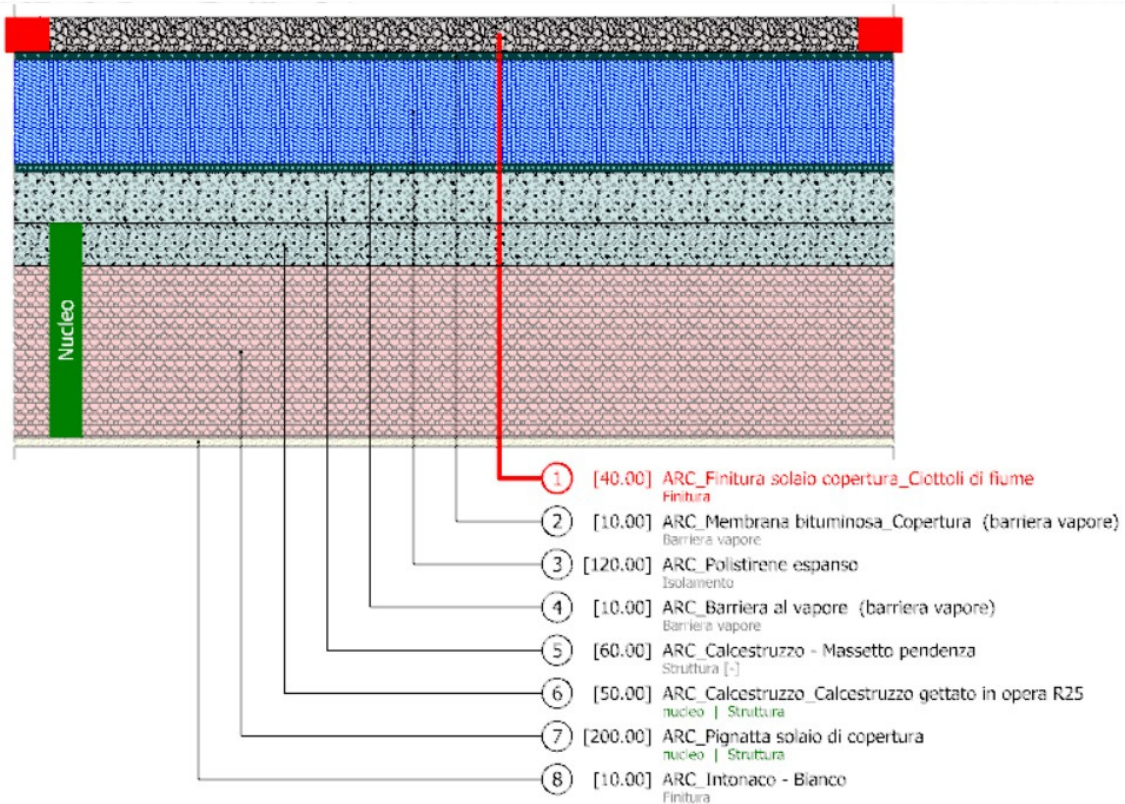 Nucleo
1 [40.00] ARC_Finitura solaio copertura_Ciottoli di fiume
Finitura
2 [10.00] ARC_Membrana bituminosa_Copertura (barriera vapore)
Barriera vapore
3 [120.00] ARC_Polistirene espanso
Isolamento
4 [10.00] ARC_Barriera al vapore (barriera vapore)
Barriera vapore
5 [60.00] ARC_Calcestruzzo - Massetto pendenza
Struttura [-]
6 [50.00] ARC_Calcestruzzo_Calcestruzzo gettato in opera R25
nucleo | Struttura
7 [200.00] ARC_Pignatta solaio di copertura
nucleo | Struttura
8 [10.00] ARC_Intonaco - Bianco
Finitura